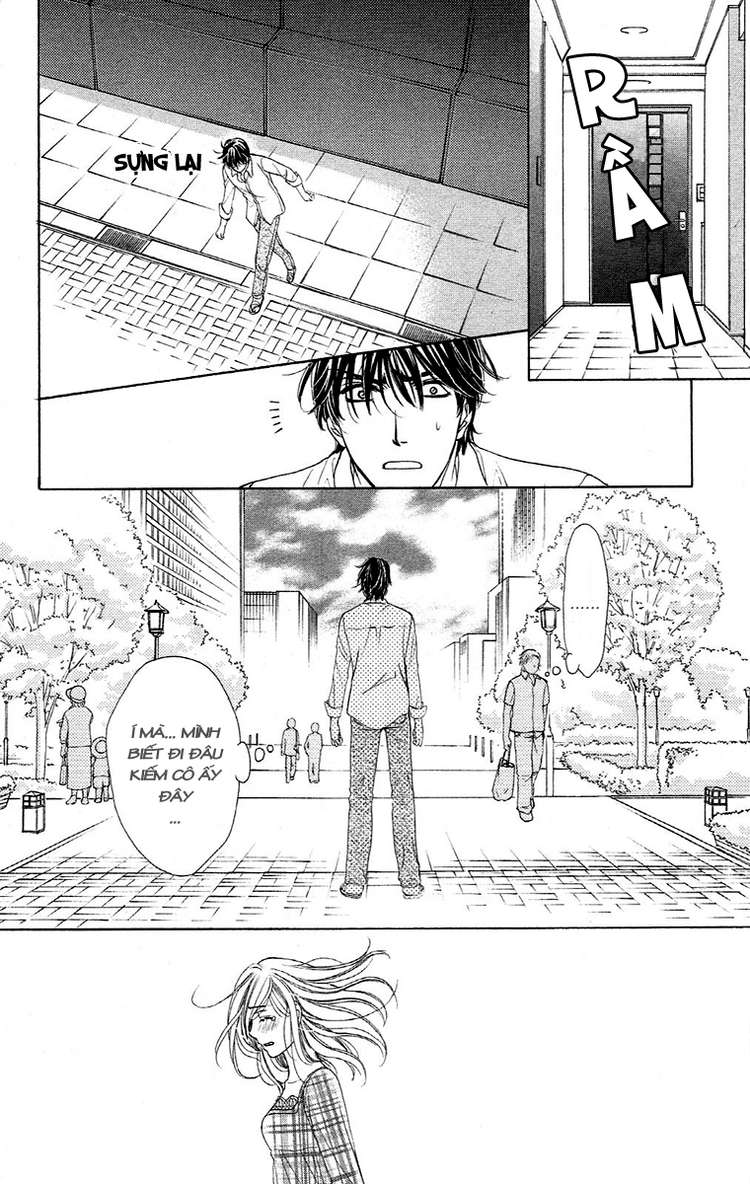 RẦM
SỰNG LẠI
......
Í MÀ... MÌNH
BIẾT ĐI ĐÂU
KIẾM CÔ ẤY
ĐÂY
...